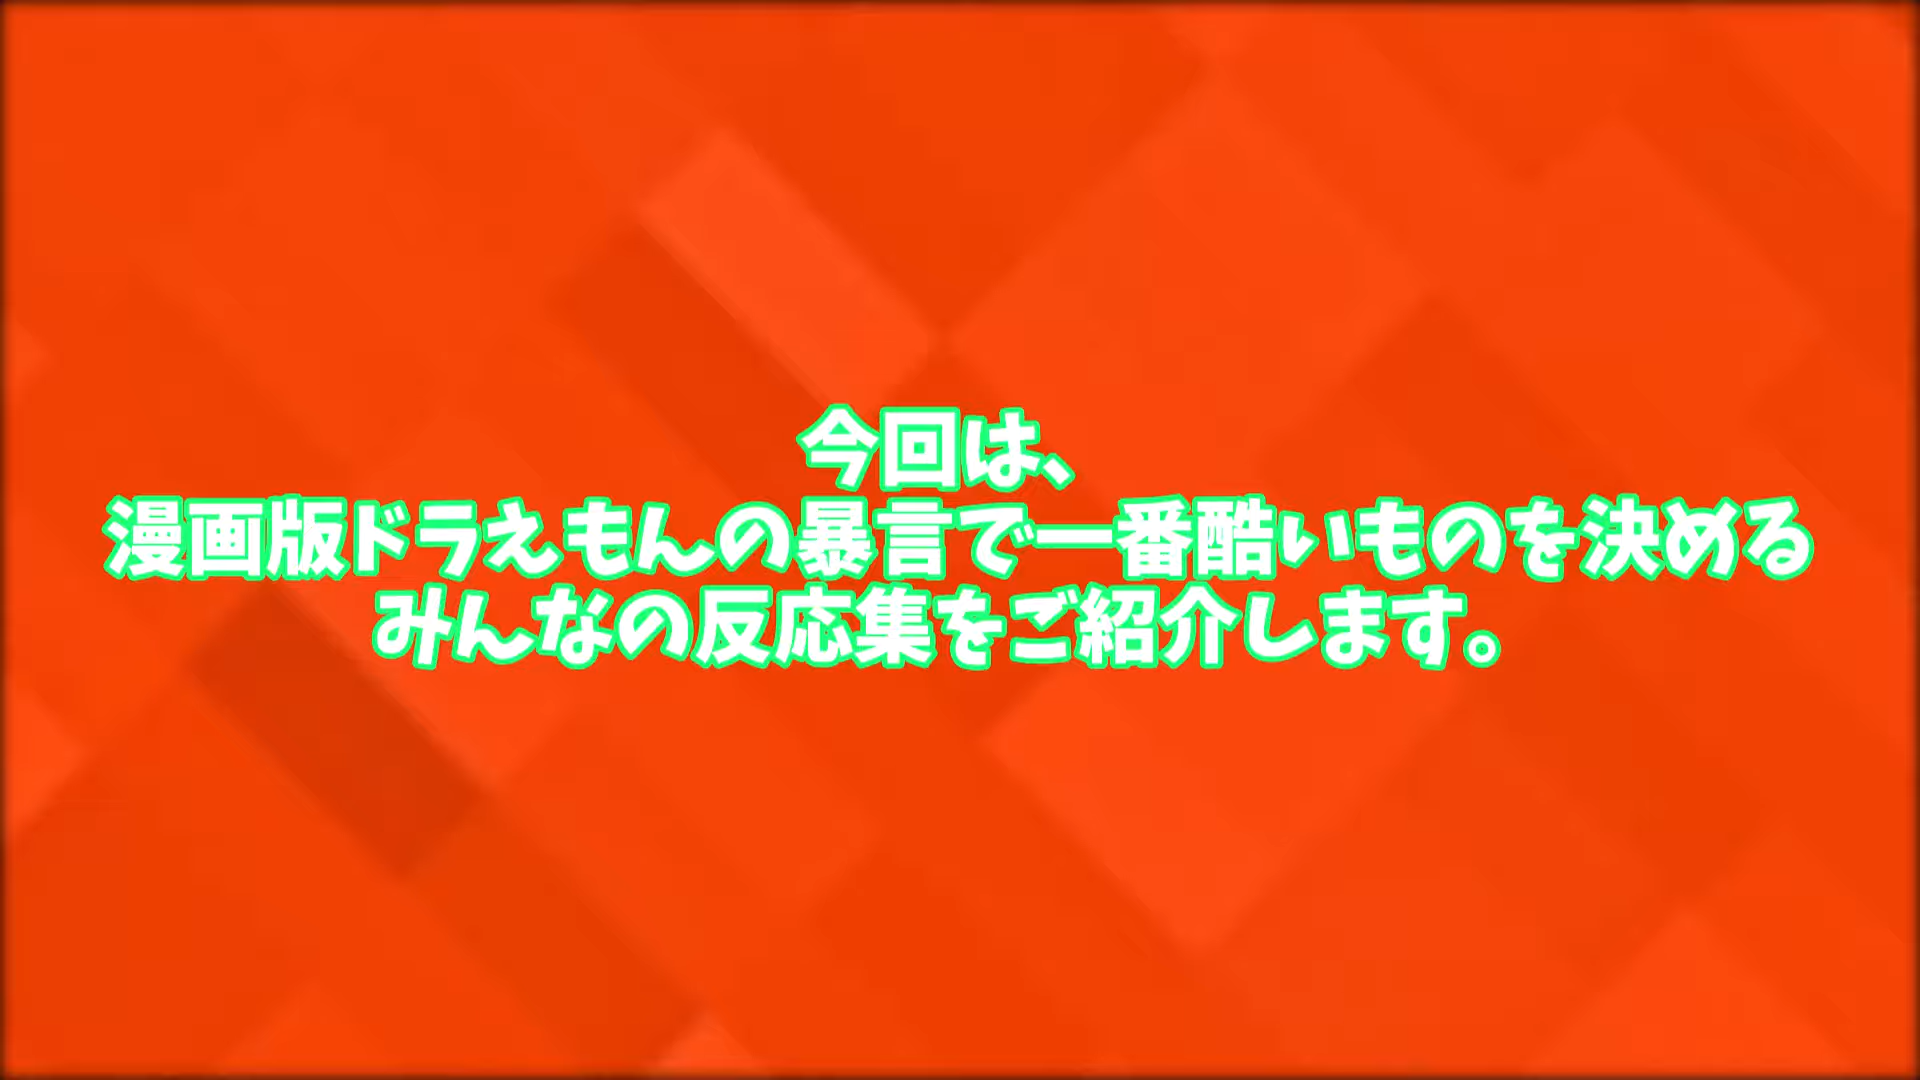 今回は、
漫画版ドラえもんの暴言で一番酷いものを決める
みんなの反応集をご紹介します。